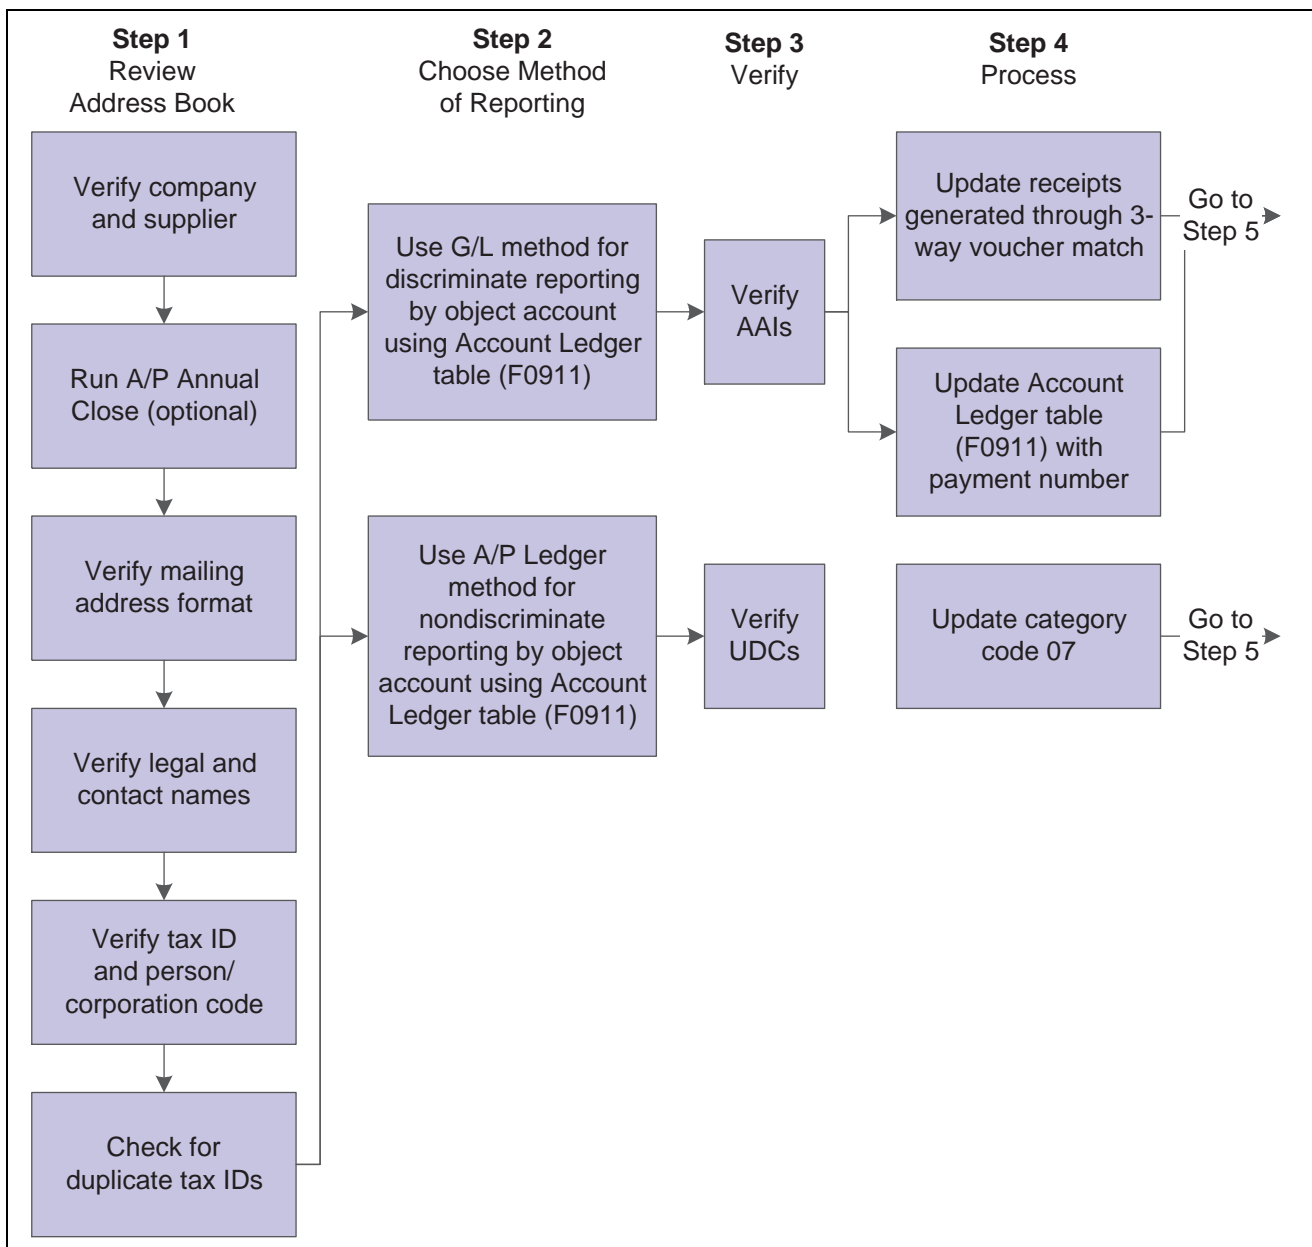 Step 1
Review
Address Book
Verify company
and supplier
Run A/P Annual
Close (optional)
Verify mailing
address format
Verify legal and
contact names
Verify tax ID
and person/
corporation code
Check for
duplicate tax IDs
Step 2
Choose Method
of Reporting
Use G/L method for
discriminate reporting
by object account
using Account Ledger
table (F0911)
Use A/P Ledger
method for
nondiscriminate
reporting by object
account using Account
Ledger table (F0911)
Step 3
Verify
Verify
AAIs
Verify
UDCs
Step 4
Process
Update receipts
generated through 3-
way voucher match
Update Account
Ledger table
(F0911) with
payment number
Go to
Step 5
Update category
code 07
Go to
Step 5